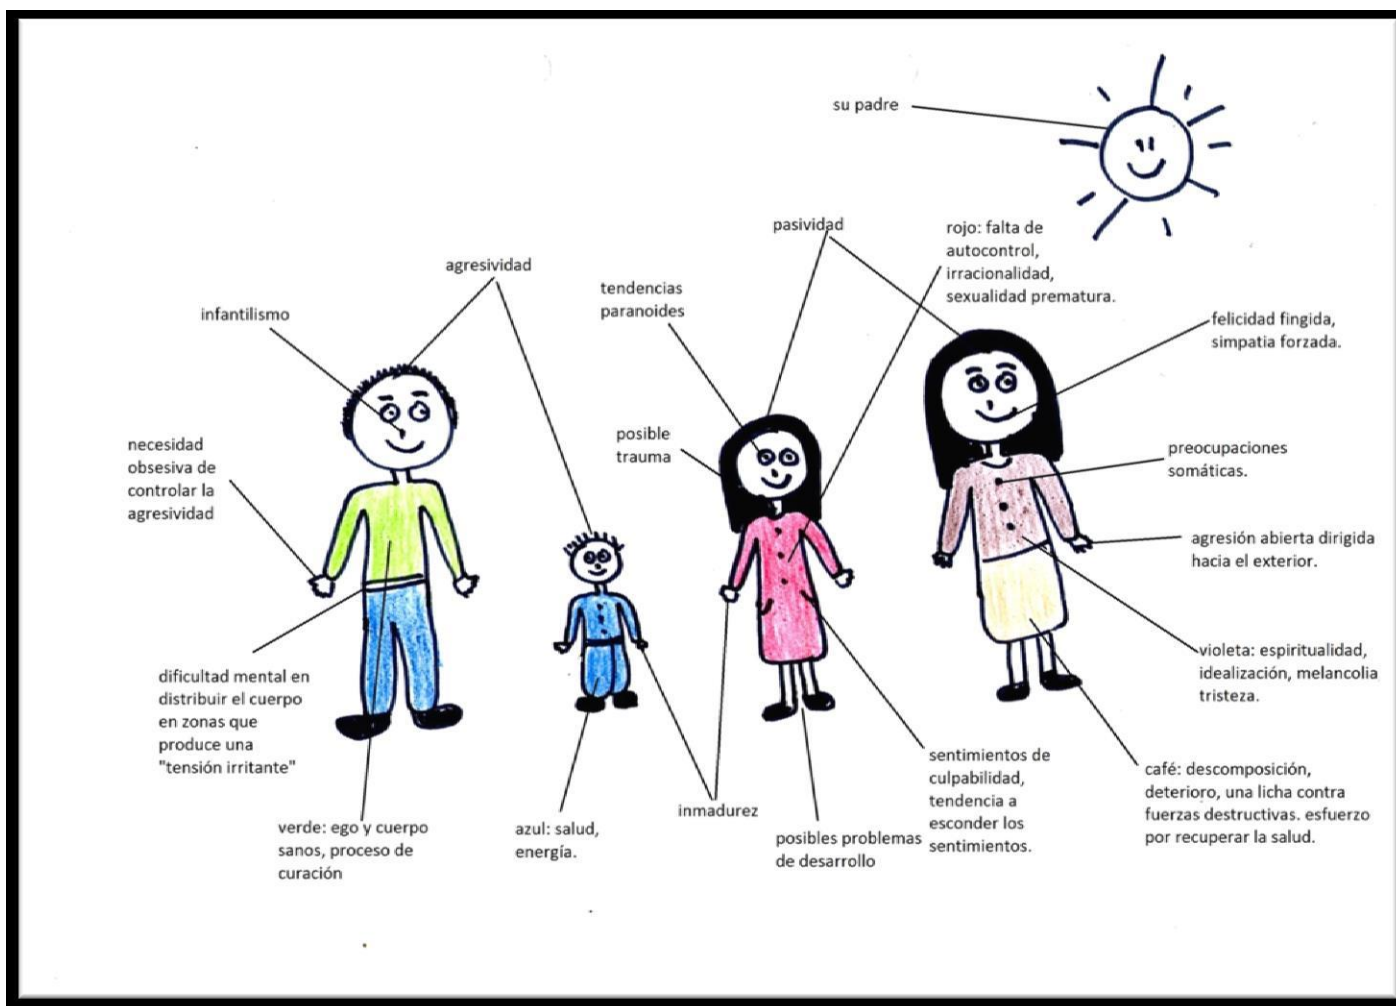 su padre
pasividad
rojo: falta de
autocontrol,
irracionalidad,
sexualidad prematura.
agresividad
tendencias
paranoides
infantilismo
felicidad fingida,
simpatia forzada.
necesidad
obsesiva de
controlar la
agresividad
posible
trauma
preocupaciones
somáticas.
agresión abierta dirigida
hacia el exterior.
violeta: espiritualidad,
idealización, melancolia
tristeza.
dificultad mental en
distribuir el cuerpo
en zonas que
produce una
"tensión irritante"
sentimientos de
culpabilidad,
tendencia a
esconder los
sentimientos.
café: descomposición,
deterioro, una licha contra
fuerzas destructivas. esfuerzo
por recuperar la salud.
inmadurez
verde: ego y cuerpo
sanos, proceso de
curación
azul: salud,
energía.
posibles problemas
de desarrollo